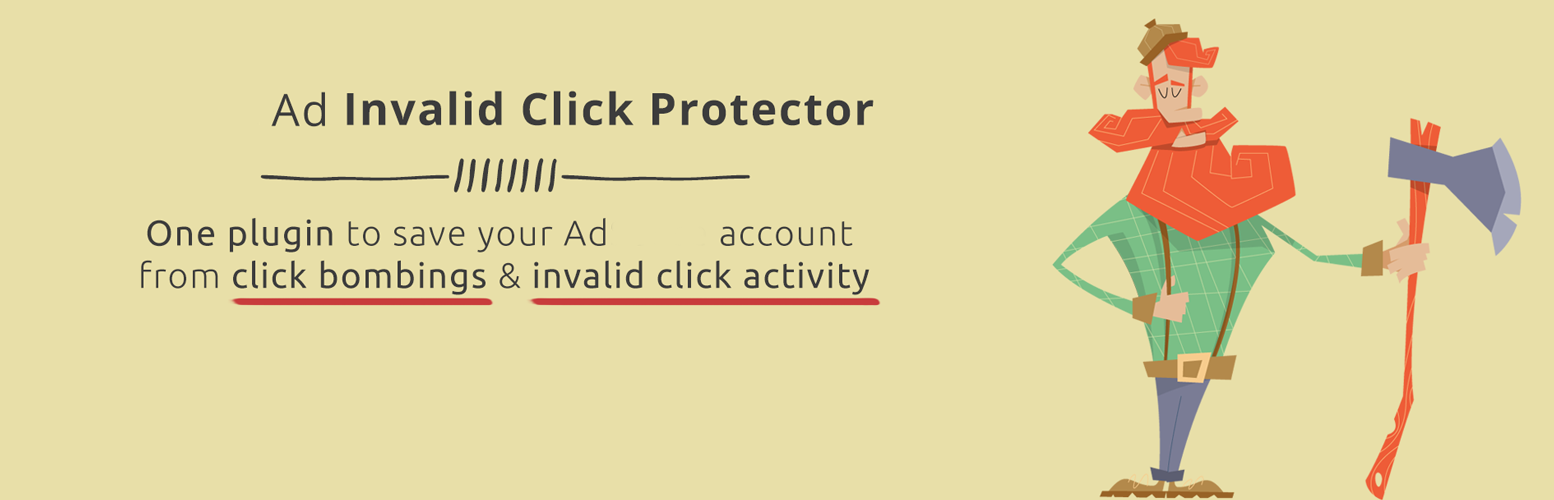 Ad Invalid Click Protector
One plugin to save your Ad account
from click bombings & invalid click activity